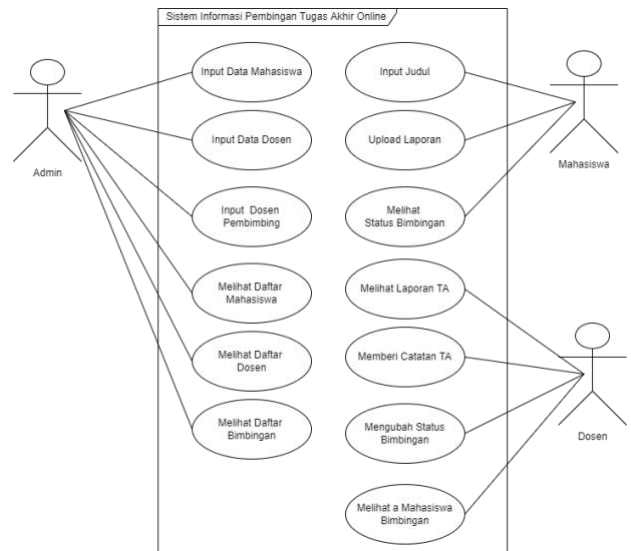 Sistem Informasi Pembingan Tugas Akhir Online
Input Data Mahasiswa
Input Judul
Input Data Dosen
Upload Laporan
Admin
Mahasiswa
Input Dosen
Pembimbing
Melihat
Status Bimbingan
Melihat Daftar
Mahasiswa
Melihat Laporan TA
Melihat Daftar
Dosen
Memberi Catatan TA
Melihat Daftar
Bimbingan
Mengubah Status
Bimbingan
Dosen
Melihat a Mahasiswa
Bimbingan